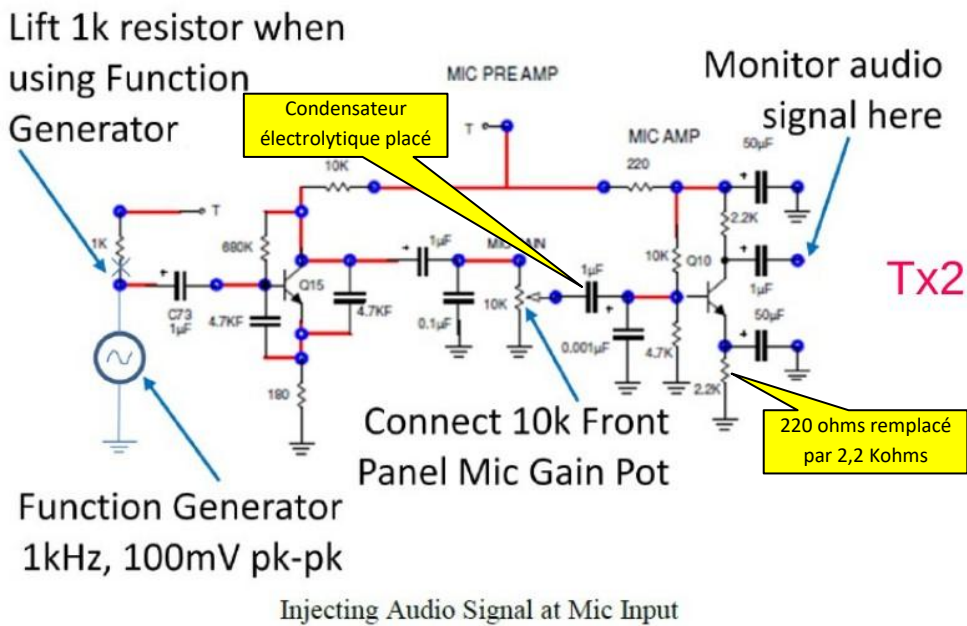 Lift 1k resistor when
using Function
Generator
MIC PREAMP
Monitor audio
signal here
Condensateur
électrolytique placé
T
MIC AMP
50µF
10K
220
T
2.2K
1K
680K
1µF
10K
Q10
1µF
Q15
1µF
Tx2
C73
1µF
4.7KF
4.7KF
0.1µF
10K
0.001µF
4.7K
50µF
180
2.2K
Connect 10k Front
Panel Mic Gain Pot
220 ohms remplacé
par 2,2 Kohms
Function Generator
1kHz, 100mV pk-pk
Injecting Audio Signal at Mic Input